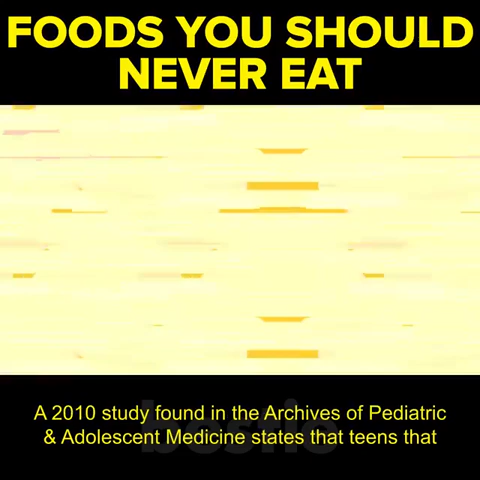 FOODS YOU SHOULD
NEVER EAT
A 2010 study found in the Archives of Pediatric
& Adolescent Medicine states that teens that
bestie